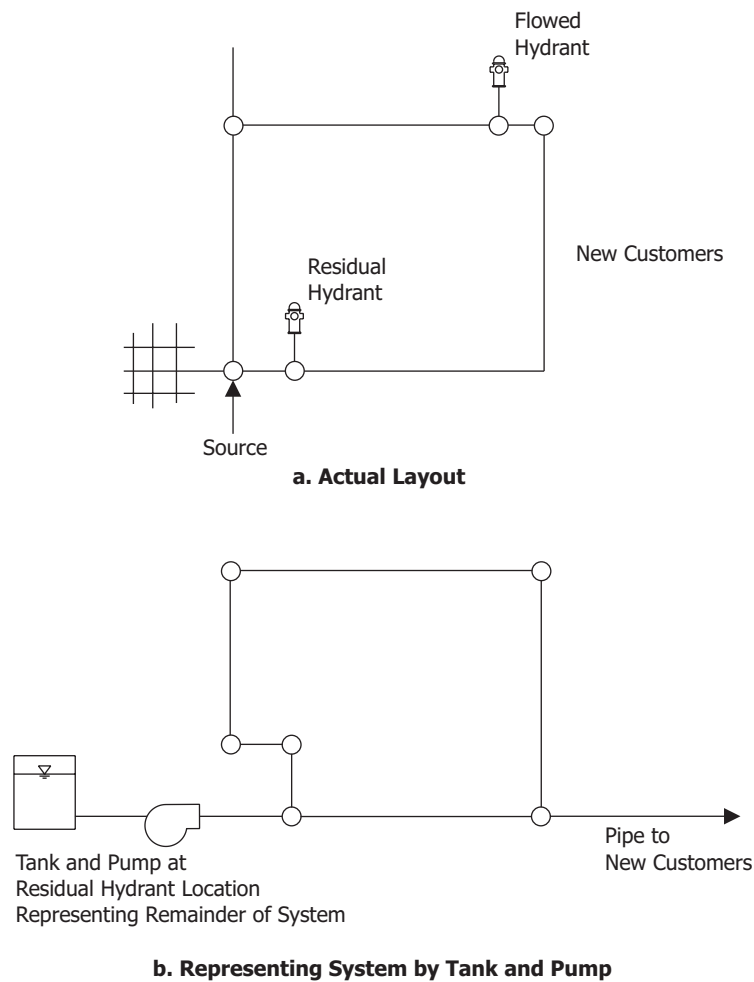 Flowed
Hydrant
New Customers
Residual
Hydrant
Source
a. Actual Layout
Pipe to
New Customers
Tank and Pump at
Residual Hydrant Location
Representing Remainder of System
b. Representing System by Tank and Pump